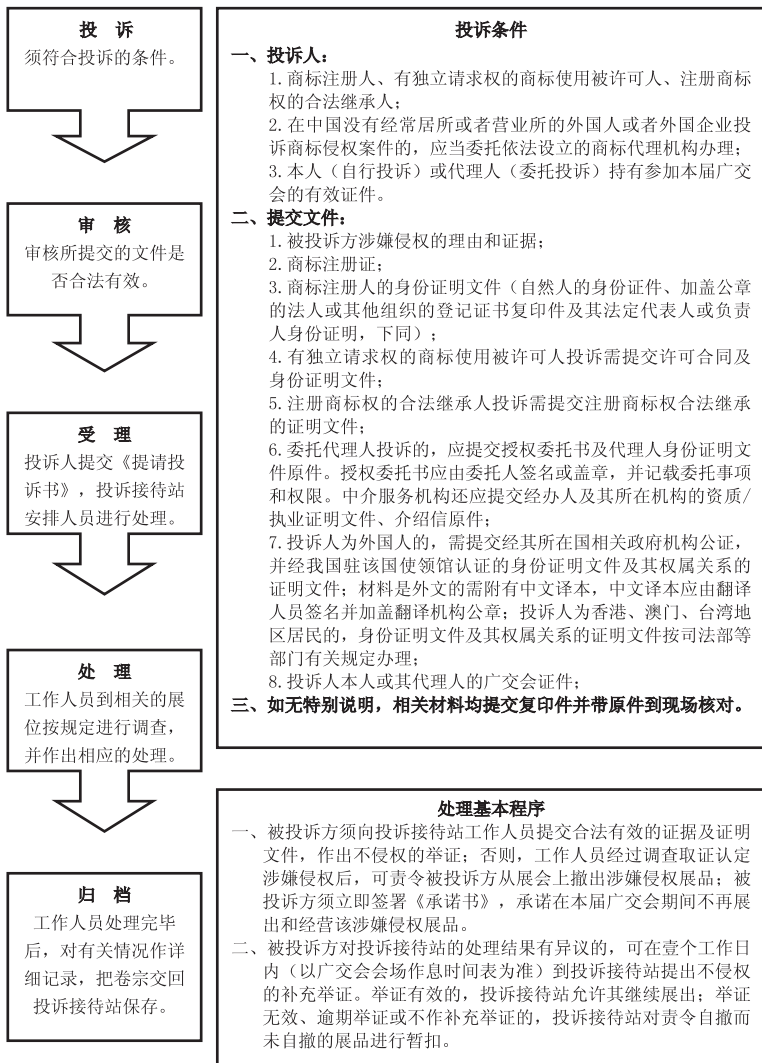 投 诉
须符合投诉的条件。
审 核
审核所提交的文件是
否合法有效。
受 理
投诉人提交《提请投
诉书》，投诉接待站
安排人员进行处理。
处 理
工作人员到相关的展
位按规定进行调查，
并作出相应的处理。
归 档
工作人员处理完毕
后，对有关情况作详
细记录，把卷宗交回
投诉接待站保存。
投诉条件
一、投诉人：
1.商标注册人、有独立请求权的商标使用被许可人、注册商标
权的合法继承人；
2.在中国没有经常居所或者营业所的外国人或者外国企业投
诉商标侵权案件的，应当委托依法设立的商标代理机构办理；
3.本人（自行投诉）或代理人（委托投诉）持有参加本届广交
会的有效证件。
二、提交文件：
1.被投诉方涉嫌侵权的理由和证据；
2.商标注册证；
3.商标注册人的身份证明文件（自然人的身份证件、加盖公章
的法人或其他组织的登记证书复印件及其法定代表人或负责
人身份证明，下同）；
4.有独立请求权的商标使用被许可人投诉需提交许可合同及
身份证明文件；
5.注册商标权的合法继承人投诉需提交注册商标权合法继承
的证明文件；
6.委托代理人投诉的，应提交授权委托书及代理人身份证明文
件原件。授权委托书应由委托人签名或盖章，并记载委托事项
和权限。中介服务机构还应提交经办人及其所在机构的资质/
执业证明文件、介绍信原件；
7.投诉人为外国人的，需提交经其所在国相关政府机构公证，
并经我国驻该国使领馆认证的身份证明文件及其权属关系的
证明文件；材料是外文的需附有中文译本，中文译本应由翻译
人员签名并加盖翻译机构公章；投诉人为香港、澳门、台湾地
区居民的，身份证明文件及其权属关系的证明文件按司法部等
部门有关规定办理；
8.投诉人本人或其代理人的广交会证件；
三、如无特别说明，相关材料均提交复印件并带原件到现场核对。
处理基本程序
一、被投诉方须向投诉接待站工作人员提交合法有效的证据及证明
文件，作出不侵权的举证；否则，工作人员经过调查取证认定
涉嫌侵权后，可责令被投诉方从展会上撤出涉嫌侵权展品；被
投诉方须立即签署《承诺书》，承诺在本届广交会期间不再展
出和经营该涉嫌侵权展品。
二、被投诉方对投诉接待站的处理结果有异议的，可在壹个工作日
内（以广交会会场作息时间表为准）到投诉接待站提出不侵权
的补充举证。举证有效的，投诉接待站允许其继续展出；举证
无效、逾期举证或不作补充举证的，投诉接待站对责令自撤而
未自撤的展品进行暂扣。